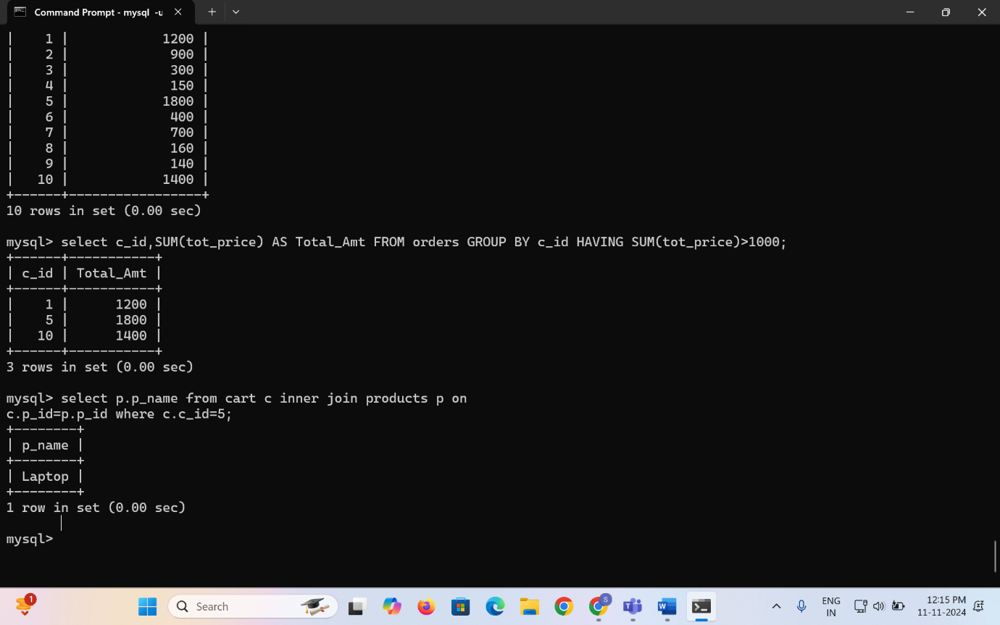 Command Prompt - mysql -u
|    1 |            1200 |
|    2 |             900 |
|    3 |             300 |
|    4 |             150 |
|    5 |            1800 |
|    6 |             400 |
|    7 |             700 |
|    8 |             160 |
|    9 |             140 |
|   10 |            1400 |
+------+-----------------+
10 rows in set (0.00 sec)
mysql> select c_id,SUM(tot_price) AS Total_Amt FROM orders GROUP BY c_id HAVING SUM(tot_price)>1000;
+------+-----------+
| c_id | Total_Amt |
+------+-----------+
|    1 |      1200 |
|    5 |      1800 |
|   10 |      1400 |
+------+-----------+
3 rows in set (0.00 sec)
mysql> select p.p_name from cart c inner join products p on
c.p_id=p.p_id where c.c_id=5;
+--------+
| p_name |
+--------+
| Laptop |
+--------+
1 row in set (0.00 sec)
mysql>
1
Search
S
T
W
ENG
IN
12:15 PM
11-11-2024